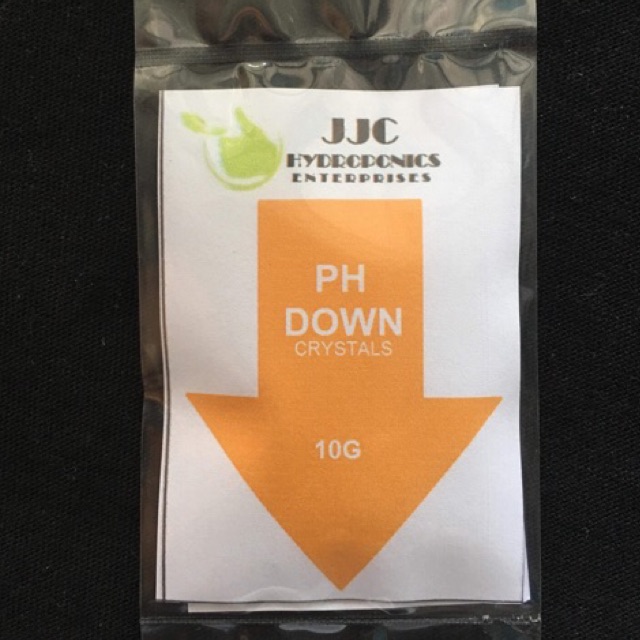 JJC
HYDROPONICS
ENTERPRISES
PH
DOWN
CRYSTALS
10G